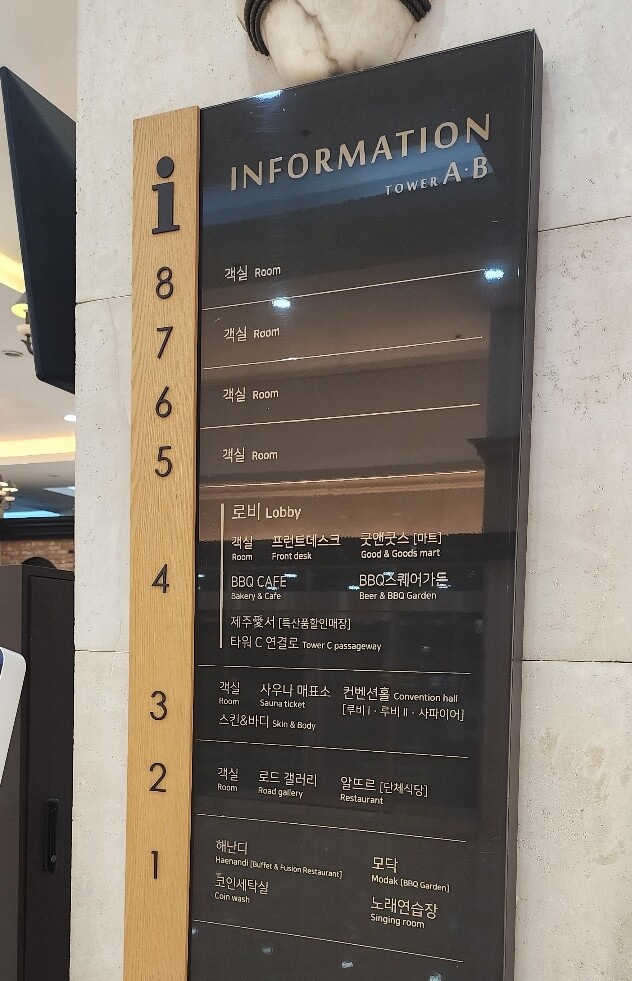 i
INFORMATION
TOWER A·B
8
객실 Room
7
객실 Room
6
객실 Room
5
객실 Room
4
로비 Lobby
객실 프런트데스크 굿앤굿스 [마트]
Room Front desk Good & Goods mart
BBQ CAFE BBQ스퀘어가든
Bakery & Cafe Beer & BBQ Garden
제주愛서 [특산품할인매장]
타워 C 연결로 Tower C passageway
3
객실 사우나 매표소 컨벤션홀 Convention hall
Room Sauna ticket [루비 I · 루비 II · 사파이어]
스킨&바디 Skin & Body
2
객실 로드 갤러리 알뜨르 [단체식당]
Room Road gallery Restaurant
1
해난디 모닥
Haenandi [Buffet & Fusion Restaurant] Modak [BBQ Garden]
코인세탁실 노래연습장
Coin wash Singing room